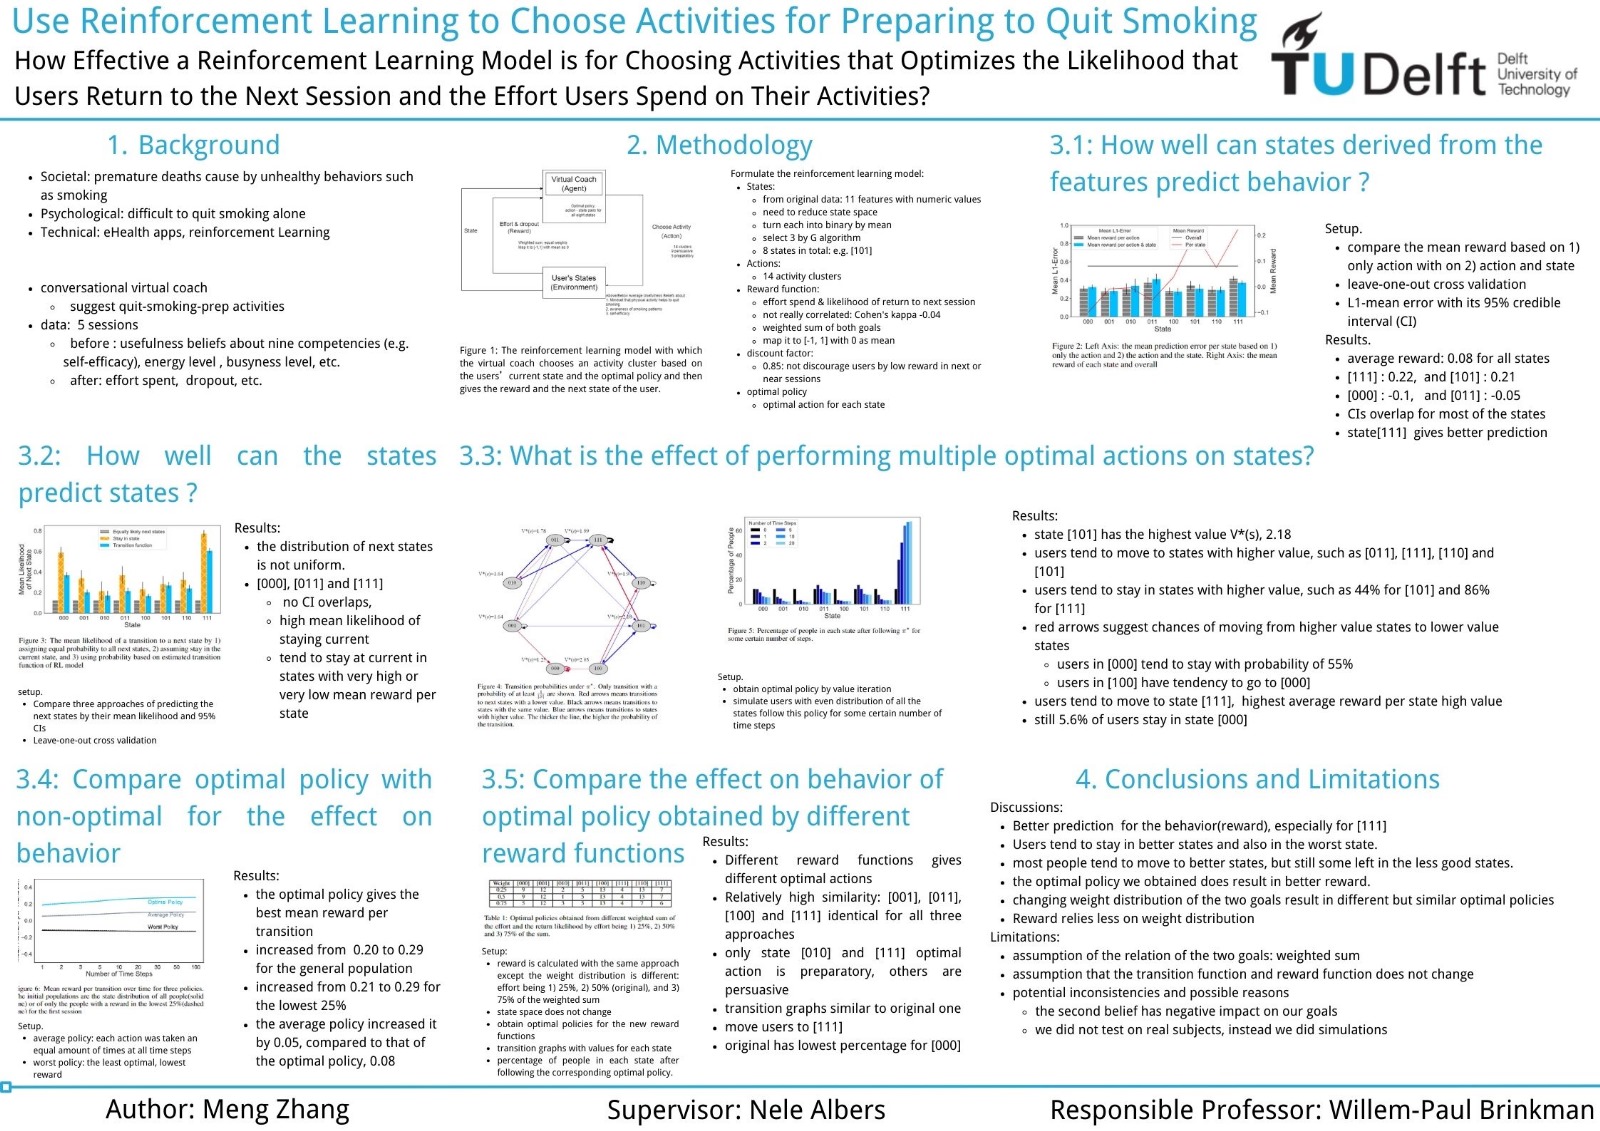 Use Reinforcement Learning to Choose Activities for Preparing to Quit Smoking
How Effective a Reinforcement Learning Model is for Choosing Activities that Optimizes the Likelihood that
Users Return to the Next Session and the Effort Users Spend on Their Activities?
TUDelft
Delft
University of
Technology
1. Background
• Societal: premature deaths cause by unhealthy behaviors such
as smoking
• Psychological: difficult to quit smoking alone
• Technical: eHealth apps, reinforcement Learning
• conversational virtual coach
◦ suggest quit-smoking-prep activities
• data: 5 sessions
◦ before : usefulness beliefs about nine competencies (e.g.
self-efficacy), energy level , busyness level, etc.
◦ after: effort spent, dropout, etc.
2. Methodology
Virtual Coach
(Agent)
State
Effort & dropout
(Reward)
Choose Activity
(Action)
User's States
(Environment)
Figure 1: The reinforcement learning model with which
the virtual coach chooses an activity cluster based on
the users' current state and the optimal policy and then
gives the reward and the next state of the user.
Formulate the reinforcement learning model:
• States:
◦ from original data: 11 features with numeric values
◦ need to reduce state space
◦ turn each into binary by mean
◦ select 3 by G algorithm
◦ 8 states in total: e.g. [101]
• Actions:
◦ 14 activity clusters
• Reward function:
◦ effort spend & likelihood of return to next session
◦ not really correlated: Cohen's kappa -0.04
◦ weighted sum of both goals
◦ map it to [-1, 1] with 0 as mean
• discount factor:
◦ 0.85: not discourage users by low reward in next or
near sessions
• optimal policy
◦ optimal action for each state
3.1: How well can states derived from the
features predict behavior ?
Mean L1-Error
Mean reward per action
Mean reward per action & state
Mean Reward
Overall
Per state
Mean L1-Error
1.0
0.8
0.6
0.4
0.2
0.0
0.2
0.1
0.0
−0.1
Mean Reward
000 001 010 011 100 101 110 111
State
Figure 2: Left Axis: the mean prediction error per state based on 1)
only the action and 2) the action and the state. Right Axis: the mean
reward of each state and overall
Setup.
• compare the mean reward based on 1)
only action with on 2) action and state
• leave-one-out cross validation
• L1-mean error with its 95% credible
interval (CI)
Results.
• average reward: 0.08 for all states
• [111] : 0.22, and [101] : 0.21
• [000] : -0.1, and [011] : -0.05
• CIs overlap for most of the states
• state[111] gives better prediction
3.2: How well can the states
predict states ?
Equally likely next states
Stay in state
Transition function
Mean Likelihood
of Next State
0.8
0.6
0.4
0.2
0.0
000 001 010 011 100 101 110 111
State
Figure 3: The mean likelihood of a transition to a next state by 1)
assigning equal probability to all next states, 2) assuming stay in the
current state, and 3) using probability based on estimated transition
function of RL model
setup.
• Compare three approaches of predicting the
next states by their mean likelihood and 95%
CIs
• Leave-one-out cross validation
Results:
• the distribution of next states
is not uniform.
• [000], [011] and [111]
◦ no CI overlaps,
◦ high mean likelihood of
staying current
◦ tend to stay at current in
states with very high or
very low mean reward per
state
3.3: What is the effect of performing multiple optimal actions on states?
011 111
010
001
000 100
Figure 4: Transition probabilities under π*. Only transition with a
probability of at least are shown. Red arrows means transitions
to next states with a lower value. Black arrows means transitions to
states with the same value. Blue arrows means transitions to states
with higher value. The thicker the line, the higher the probability of
the transition.
Number of Time Steps
Percentage of People
60
40
20
0
000 001 010 011 100 101 110 111
State
Figure 5: Percentage of people in each state after following π* for
some certain number of steps.
Setup.
• obtain optimal policy by value iteration
• simulate users with even distribution of all the
states follow this policy for some certain number of
time steps
Results:
• state [101] has the highest value V*(s), 2.18
• users tend to move to states with higher value, such as [011], [111], [110] and
[101]
• users tend to stay in states with higher value, such as 44% for [101] and 86%
for [111]
• red arrows suggest chances of moving from higher value states to lower value
states
◦ users in [000] tend to stay with probability of 55%
◦ users in [100] have tendency to go to [000]
• users tend to move to state [111], highest average reward per state high value
• still 5.6% of users stay in state [000]
3.4: Compare optimal policy with
non-optimal for the effect on
behavior
0.4
0.2
0.0
−0.2
−0.4
Optimal Policy
Average Policy
Worst Policy
1 2 3 5 10 20 30 50 100
Number of Time Steps
igure 6: Mean reward per transition over time for three policies.
he initial populations are the state distribution of all people(solid
ne) or of only the people with a reward in the lowest 25%(dashed
ne) for the first session
Setup.
• average policy: each action was taken an
equal amount of times at all time steps
• worst policy: the least optimal, lowest
reward
Results:
• the optimal policy gives the
best mean reward per
transition
• increased from 0.20 to 0.29
for the general population
• increased from 0.21 to 0.29 for
the lowest 25%
• the average policy increased it
by 0.05, compared to that of
the optimal policy, 0.08
3.5: Compare the effect on behavior of
optimal policy obtained by different
reward functions
Table 1: Optimal policies obtained from different weighted sum of
the effort and the return likelihood by effort being 1) 25%, 2) 50%
and 3) 75% of the sum.
Setup:
• reward is calculated with the same approach
except the weight distribution is different:
effort being 1) 25%, 2) 50% (original), and 3)
75% of the weighted sum
• state space does not change
• obtain optimal policies for the new reward
functions
• transition graphs with values for each state
• percentage of people in each state after
following the corresponding optimal policy.
Results:
• Different reward functions gives
different optimal actions
• Relatively high similarity: [001], [011],
[100] and [111] identical for all three
approaches
• only state [010] and [111] optimal
action is preparatory, others are
persuasive
• transition graphs similar to original one
• move users to [111]
• original has lowest percentage for [000]
4. Conclusions and Limitations
Discussions:
• Better prediction for the behavior(reward), especially for [111]
• Users tend to stay in better states and also in the worst state.
• most people tend to move to better states, but still some left in the less good states.
• the optimal policy we obtained does result in better reward.
• changing weight distribution of the two goals result in different but similar optimal policies
• Reward relies less on weight distribution
Limitations:
• assumption of the relation of the two goals: weighted sum
• assumption that the transition function and reward function does not change
• potential inconsistencies and possible reasons
◦ the second belief has negative impact on our goals
◦ we did not test on real subjects, instead we did simulations
Author: Meng Zhang
Supervisor: Nele Albers
Responsible Professor: Willem-Paul Brinkman